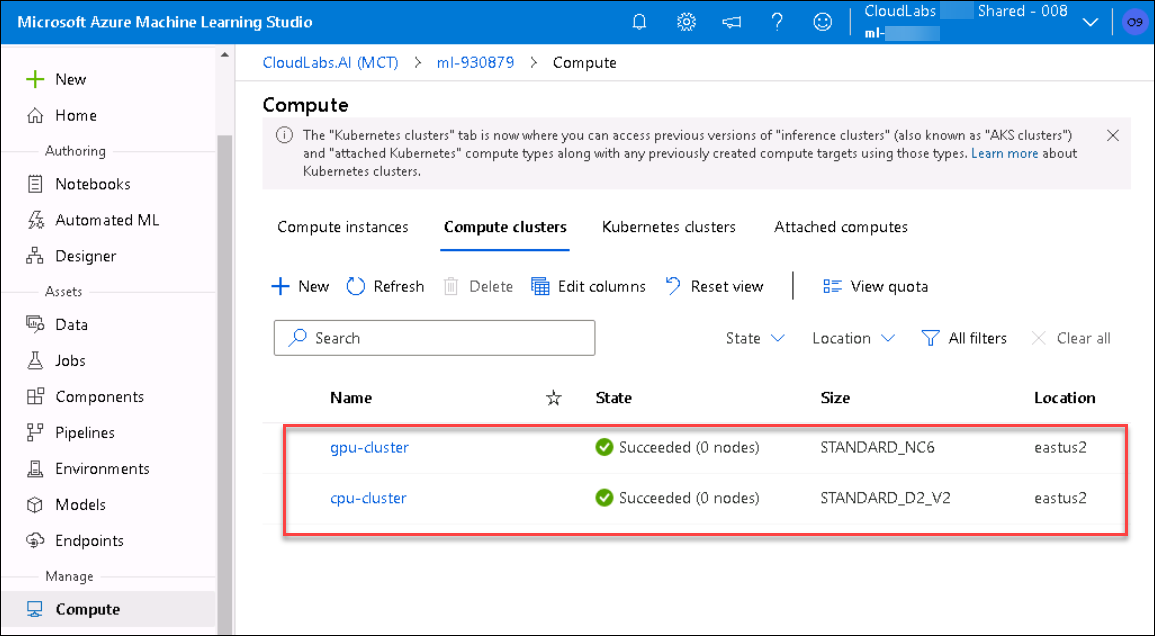 Microsoft Azure Machine Learning Studio
CloudLabs Shared - 008
ml-
O9
New
Home
Authoring
Notebooks
Automated ML
Designer
Assets
Data
Jobs
Components
Pipelines
Environments
Models
Endpoints
Manage
Compute
CloudLabs.AI (MCT) > ml-930879 > Compute
Compute
The "Kubernetes clusters" tab is now where you can access previous versions of "inference clusters" (also known as "AKS clusters")
and "attached Kubernetes" compute types along with any previously created compute targets using those types. Learn more about
Kubernetes clusters.
Compute instances Compute clusters Kubernetes clusters Attached computes
New Refresh Delete Edit columns Reset view View quota
Search State Location All filters Clear all
Name State Size Location
gpu-cluster Succeeded (0 nodes) STANDARD_NC6 eastus2
cpu-cluster Succeeded (0 nodes) STANDARD_D2_V2 eastus2